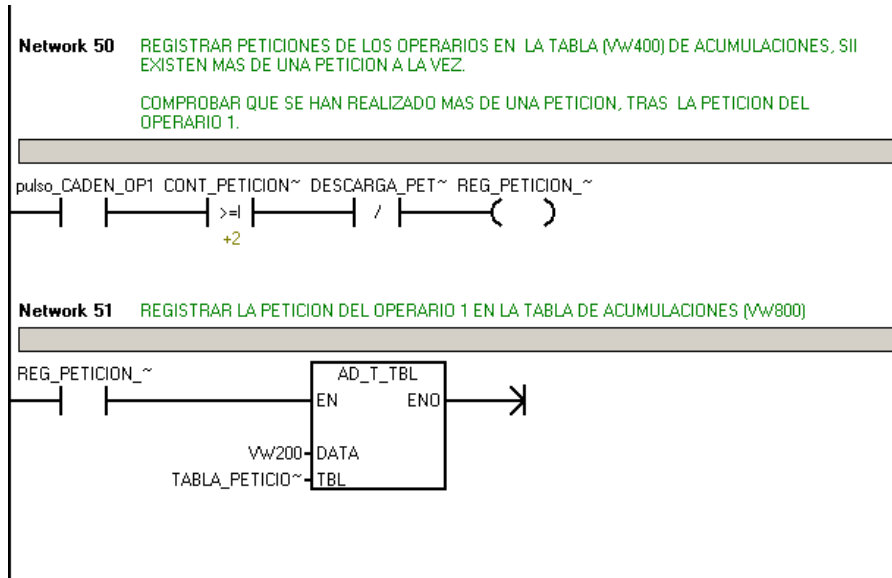 Network 50 REGISTRAR PETICIONES DE LOS OPERARIOS EN LA TABLA (VW400) DE ACUMULACIONES, SII
EXISTEN MAS DE UNA PETICION A LA VEZ.
COMPROBAR QUE SE HAN REALIZADO MAS DE UNA PETICION, TRAS LA PETICION DEL
OPERARIO 1.
pulso_CADEN_OP1 CONT_PETICION~ DESCARGA_PET~ REG_PETICION_~
>=I /
+2
Network 51 REGISTRAR LA PETICION DEL OPERARIO 1 EN LA TABLA DE ACUMULACIONES (VW800)
REG_PETICION_~ AD_T_TBL
EN ENO
VW200 DATA
TABLA_PETICIO~ TBL